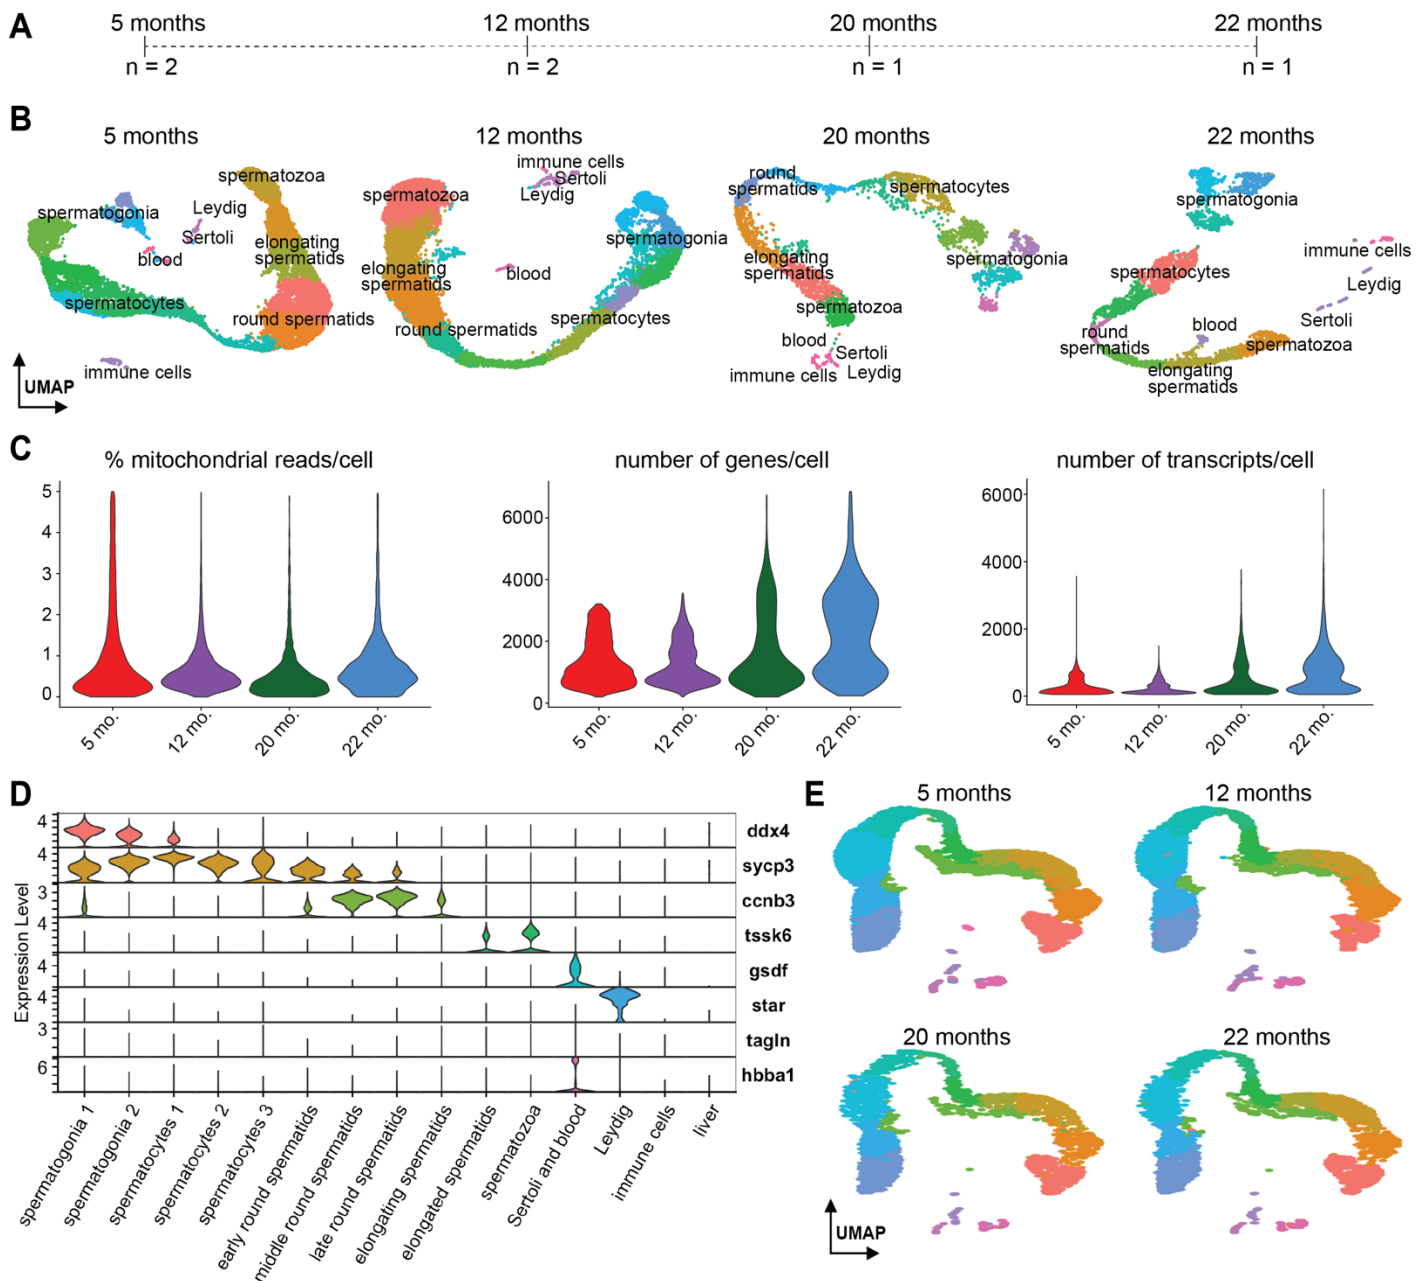 A
5 months
12 months
20 months
22 months
n = 2
n = 2
n = 1
n = 1
B
5 months
spermatozoa
spermatogonia
Leydig
Sertoli
blood
elongating
spermatids
spermatocytes
round spermatids
immune cells
UMAP
12 months
immune cells
Sertoli
Leydig
spermatozoa
spermatogonia
elongating
spermatids
blood
round spermatids
spermatocytes
20 months
round
spermatids
spermatocytes
spermatogonia
elongating
spermatids
spermatozoa
blood
Sertoli
immune cells
Leydig
22 months
spermatogonia
immune cells
spermatocytes
Leydig
Sertoli
round
spermatids
blood
spermatozoa
elongating
spermatids
C
% mitochondrial reads/cell
5
4
3
2
1
0
5 mo.
12 mo.
20 mo.
22 mo.
number of genes/cell
6000
4000
2000
0
5 mo.
12 mo.
20 mo.
22 mo.
number of transcripts/cell
6000
4000
2000
0
5 mo.
12 mo.
20 mo.
22 mo.
D
Expression Level
4
ddx4
4
sycp3
3
ccnb3
4
tssk6
4
gsdf
4
star
3
tagln
6
hbba1
spermatogonia 1
spermatogonia 2
spermatocytes 1
spermatocytes 2
spermatocytes 3
early round spermatids
middle round spermatids
late round spermatids
elongating spermatids
elongated spermatids
spermatozoa
Sertoli and blood
Leydig
immune cells
liver
E
5 months
12 months
20 months
22 months
UMAP